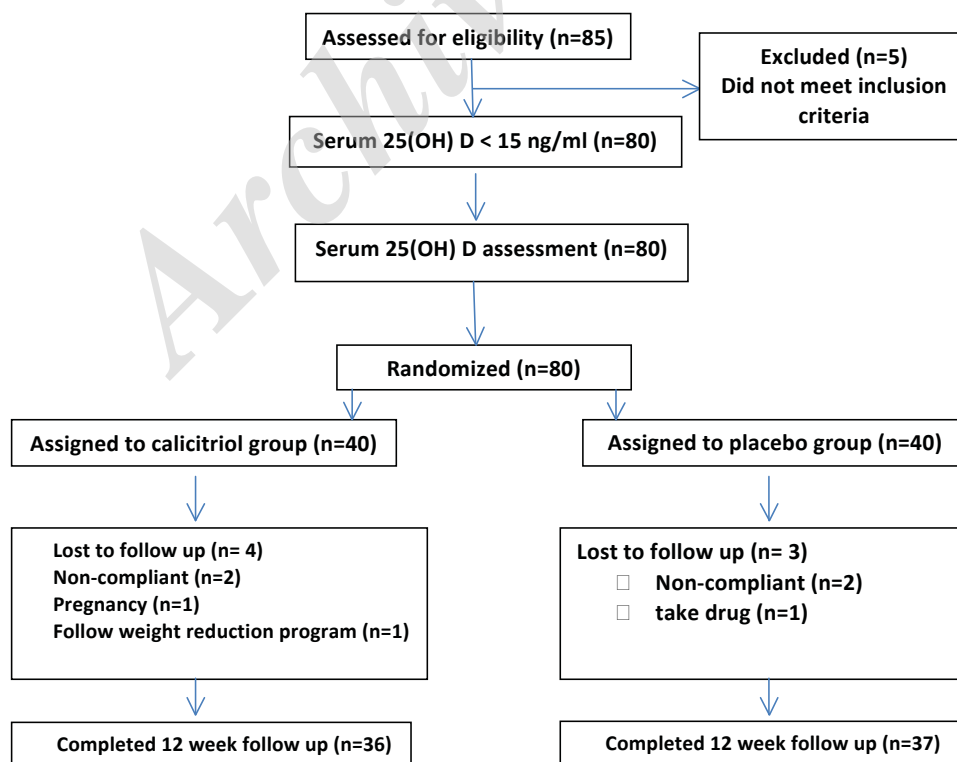 Assessed for eligibility (n=85)
Excluded (n=5)
Did not meet inclusion
criteria
Serum 25(OH) D < 15 ng/ml (n=80)
Serum 25(OH) D assessment (n=80)
Randomized (n=80)
Assigned to calicitriol group (n=40)
Assigned to placebo group (n=40)
Lost to follow up (n= 4)
Non-compliant (n=2)
Pregnancy (n=1)
Follow weight reduction program (n=1)
Lost to follow up (n= 3)
Non-compliant (n=2)
take drug (n=1)
Completed 12 week follow up (n=36)
Completed 12 week follow up (n=37)